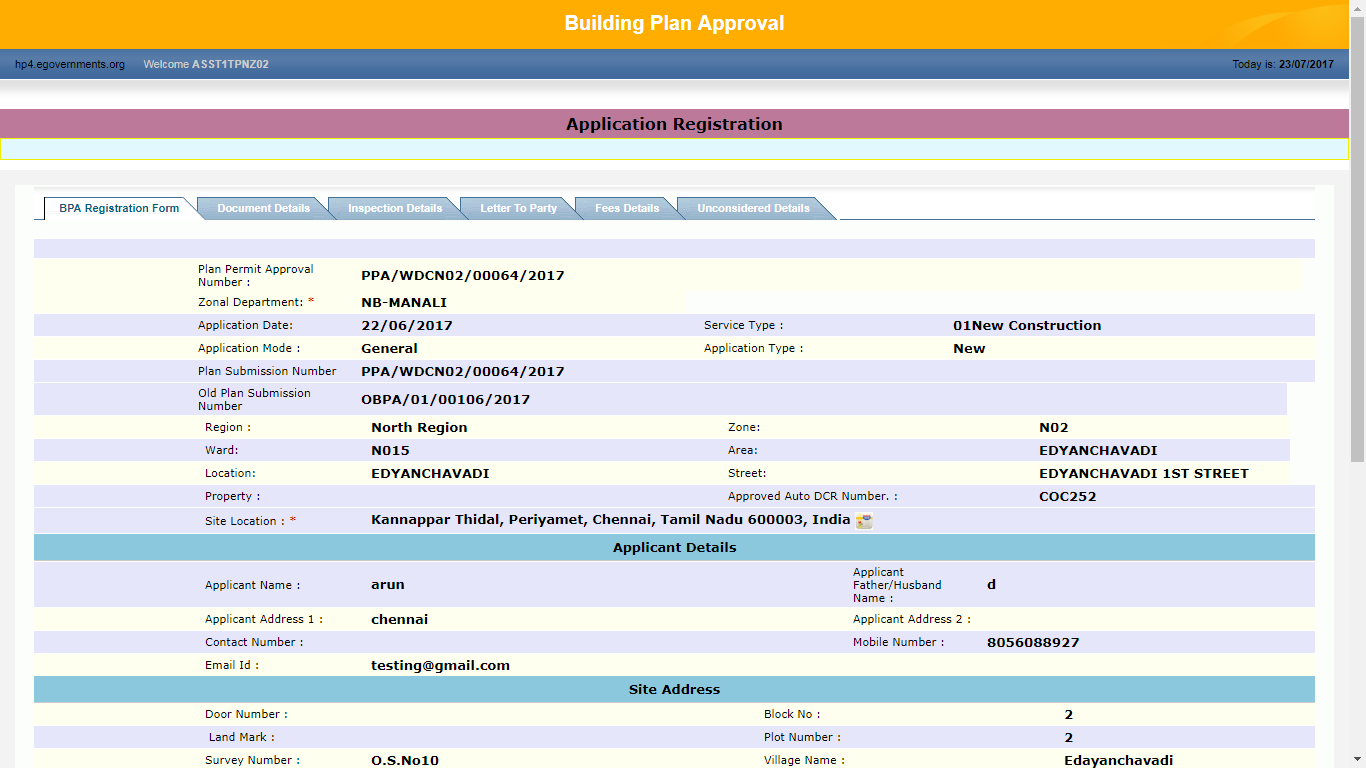 Building Plan Approval
hp4.egovernments.org Welcome ASST1TPNZ02 Today is: 23/07/2017
Application Registration
BPA Registration Form Document Details Inspection Details Letter To Party Fees Details Unconsidered Details
Plan Permit Approval
Number : PPA/WDCN02/00064/2017
Zonal Department: * NB-MANALI
Application Date: 22/06/2017 Service Type : 01New Construction
Application Mode : General Application Type : New
Plan Submission Number PPA/WDCN02/00064/2017
Old Plan Submission
Number OBPA/01/00106/2017
Region : North Region Zone: N02
Ward: N015 Area: EDYANCHAVADI
Location: EDYANCHAVADI Street: EDYANCHAVADI 1ST STREET
Property : Approved Auto DCR Number. : COC252
Site Location : * Kannappar Thidal, Periyamet, Chennai, Tamil Nadu 600003, India
Applicant Details
Applicant Name : arun Applicant
Father/Husband
Name : d
Applicant Address 1 : chennai Applicant Address 2 :
Contact Number : Mobile Number : 8056088927
Email Id : testing@gmail.com
Site Address
Door Number : Block No : 2
Land Mark : Plot Number : 2
Survey Number : O.S.No10 Village Name : Edayanchavadi